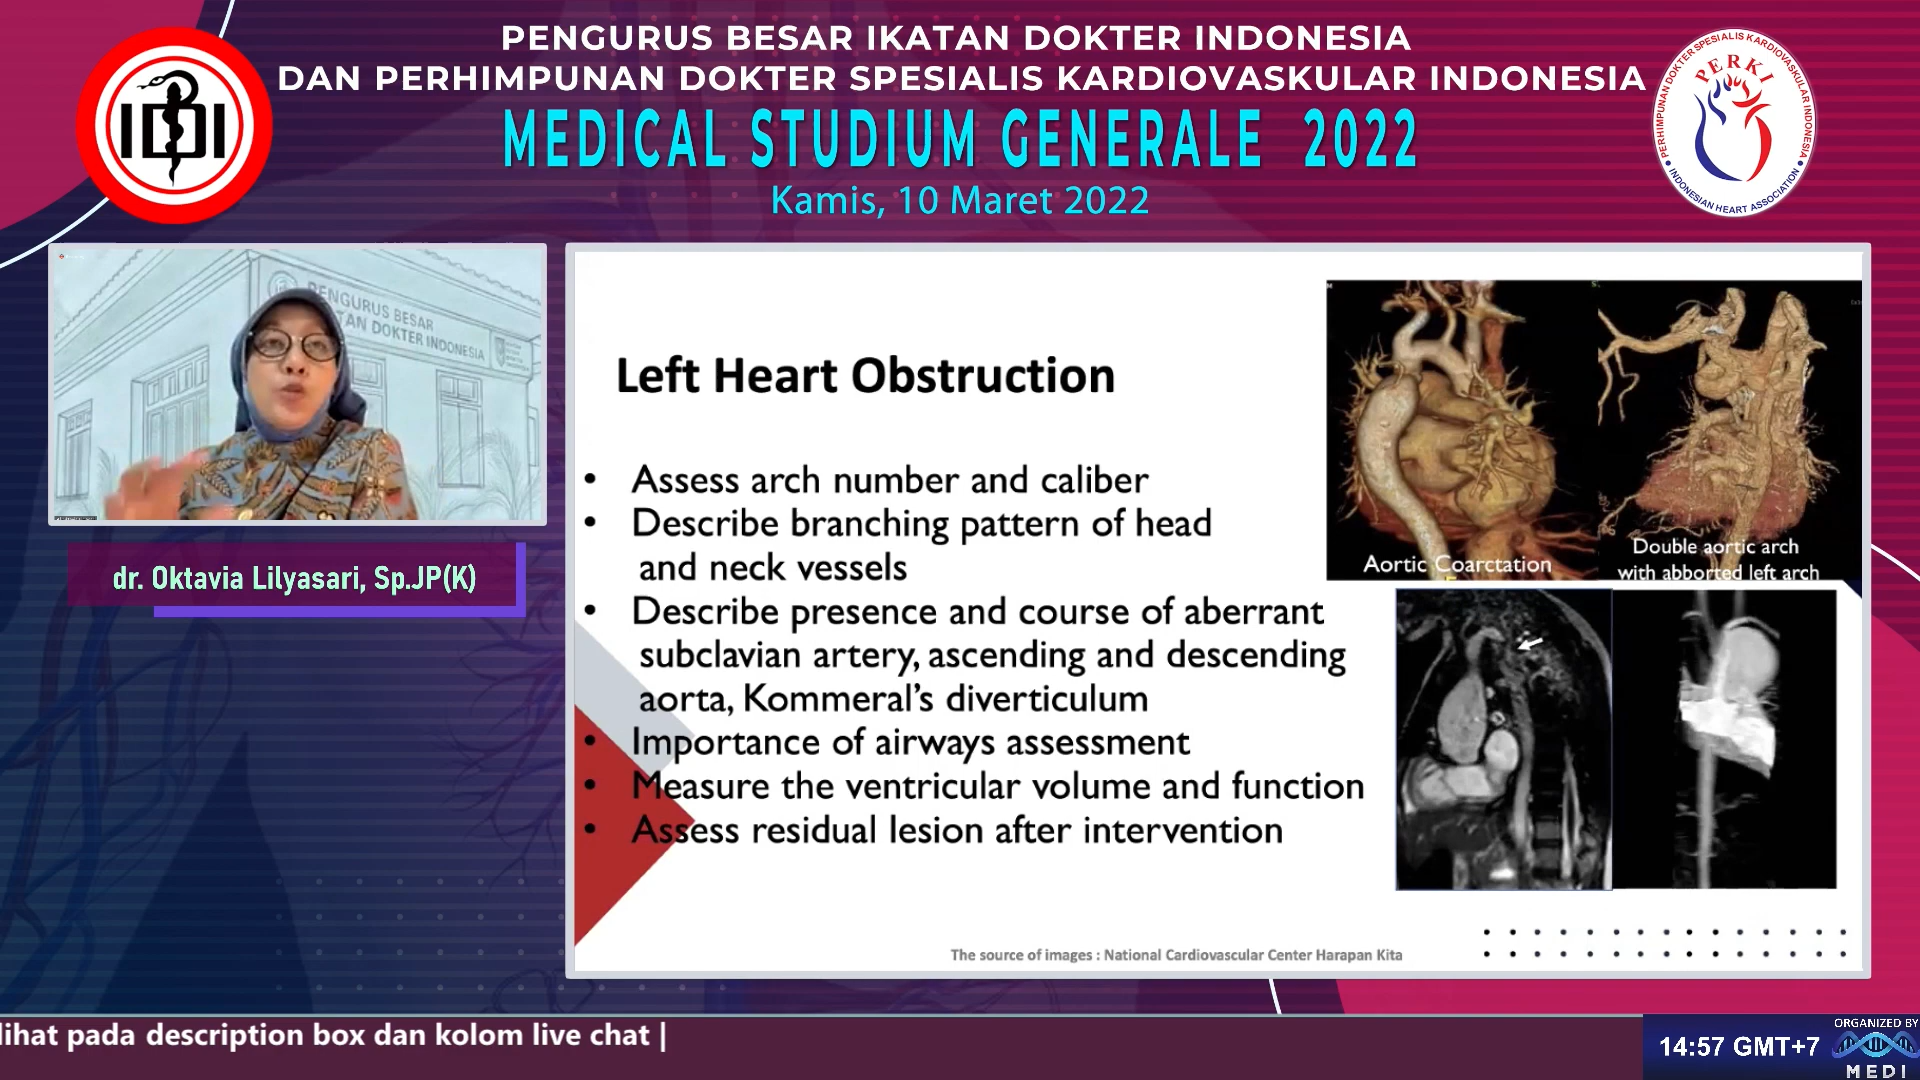 PENGURUS BESAR IKATAN DOKTER INDONESIA
DAN PERHIMPUNAN DOKTER SPESIALIS KARDIOVASKULAR INDONESIA
MEDICAL STUDIUM GENERALE 2022
Kamis, 10 Maret 2022
IDI
PERHIMPUNAN DOKTER SPESIALIS KARDIOVASKULAR INDONESIA
PERKI
INDONESIAN HEART ASSOCIATION
PENGURUS BESAR
DOKTER INDONESIA
dr. Oktavia Lilyasari, Sp.JP(K)
Left Heart Obstruction
• Assess arch number and caliber
• Describe branching pattern of head
and neck vessels
• Describe presence and course of aberrant
subclavian artery, ascending and descending
aorta, Kommeral's diverticulum
• Importance of airways assessment
• Measure the ventricular volume and function
• Assess residual lesion after intervention
Aortic Coarctation
Double aortic arch
with abborted left arch
The source of images : National Cardiovascular Center Harapan Kita
lihat pada description box dan kolom live chat |
14:57 GMT+7
ORGANIZED BY
MEDI